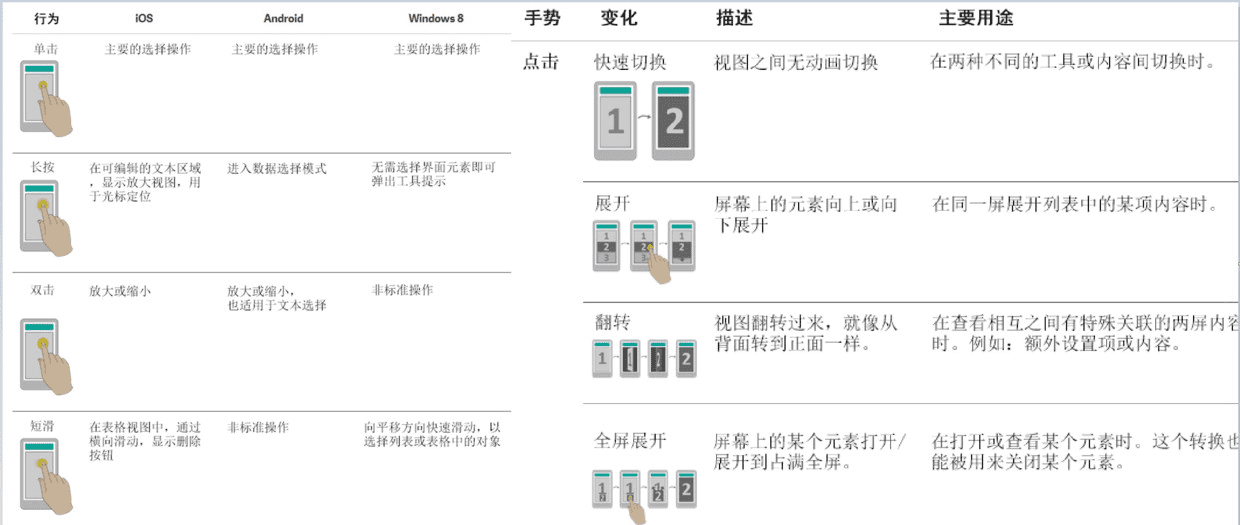 行为 iOS Android Windows 8
单击 主要的选择操作 主要的选择操作 主要的选择操作
长按 在可编辑的文本区域 进入数据选择模式 无需选择界面元素即可
，显示放大视图，用 弹出工具提示
于光标定位
双击 放大或缩小 放大或缩小， 非标准操作
也适用于文本选择
短滑 在表格视图中，通过 非标准操作 向平移方向快速滑动，以
横向滑动，显示删除 选择列表或表格中的对象
按钮
手势 变化 描述 主要用途
点击 快速切换 视图之间无动画切换 在两种不同的工具或内容间切换时。
1 2
展开 屏幕上的元素向上或向 在同一屏展开列表中的某项内容时。
下展开
1 1 1
2 2 2
3 3
翻转 视图翻转过来，就像从 在查看相互之间有特殊关联的两屏内容
背面转到正面一样。 时。例如：额外设置项或内容。
1 2
全屏展开 屏幕上的某个元素打开/ 在打开或查看某个元素时。这个转换也
展开到占满全屏。 能被用来关闭某个元素。
1 1 1 2
2